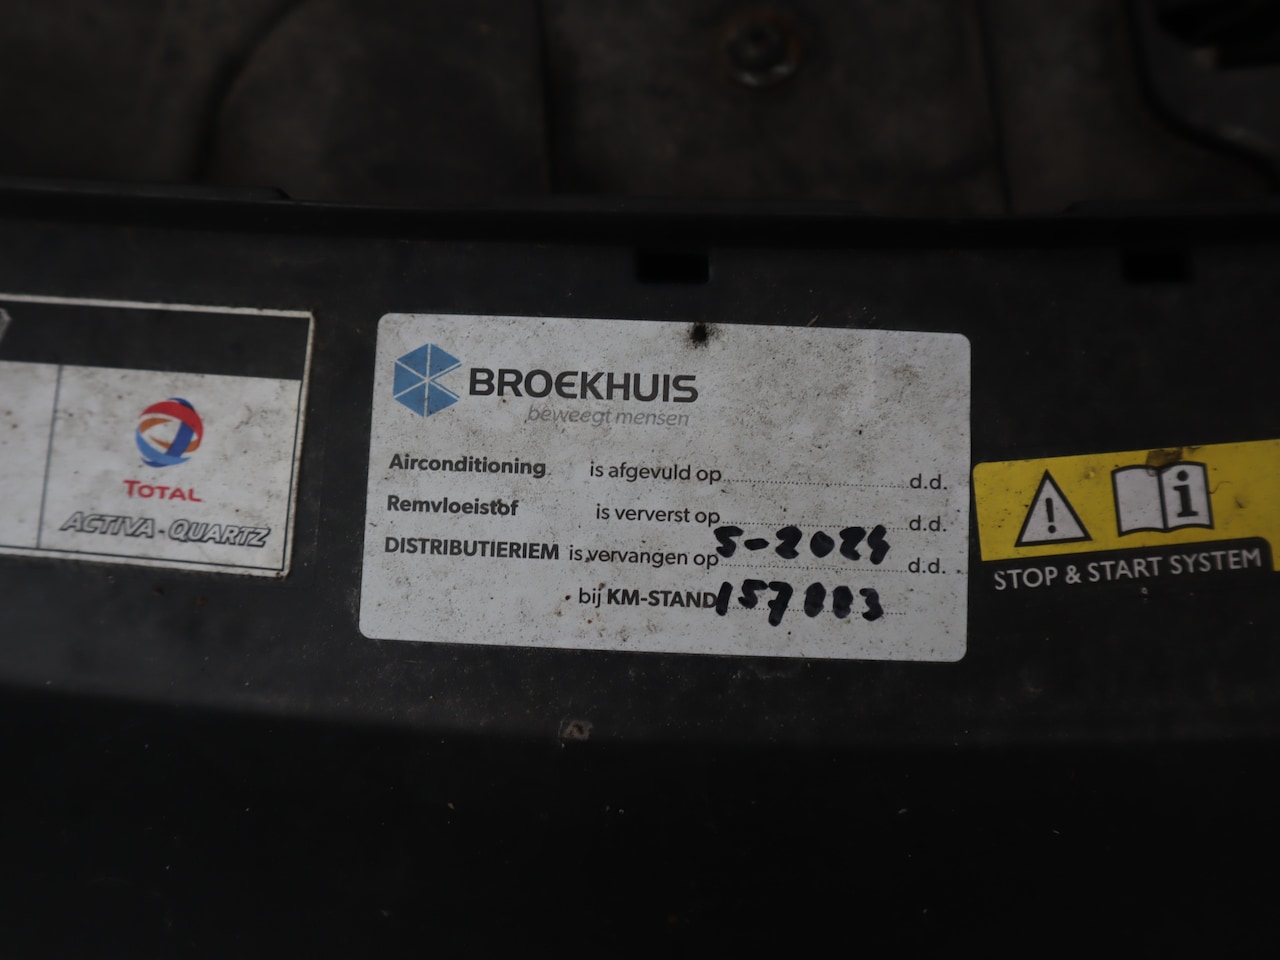 TOTAL
ACTIVA-QUARTZ
BROEKHUIS
beweegt mensen
Airconditioning is afgevuld op d.d.
Remvloeistof is ververst op d.d.
DISTRIBUTIERIEM is vervangen op 5-2024 d.d.
bij KM-STAND
STOP & START SYSTEM